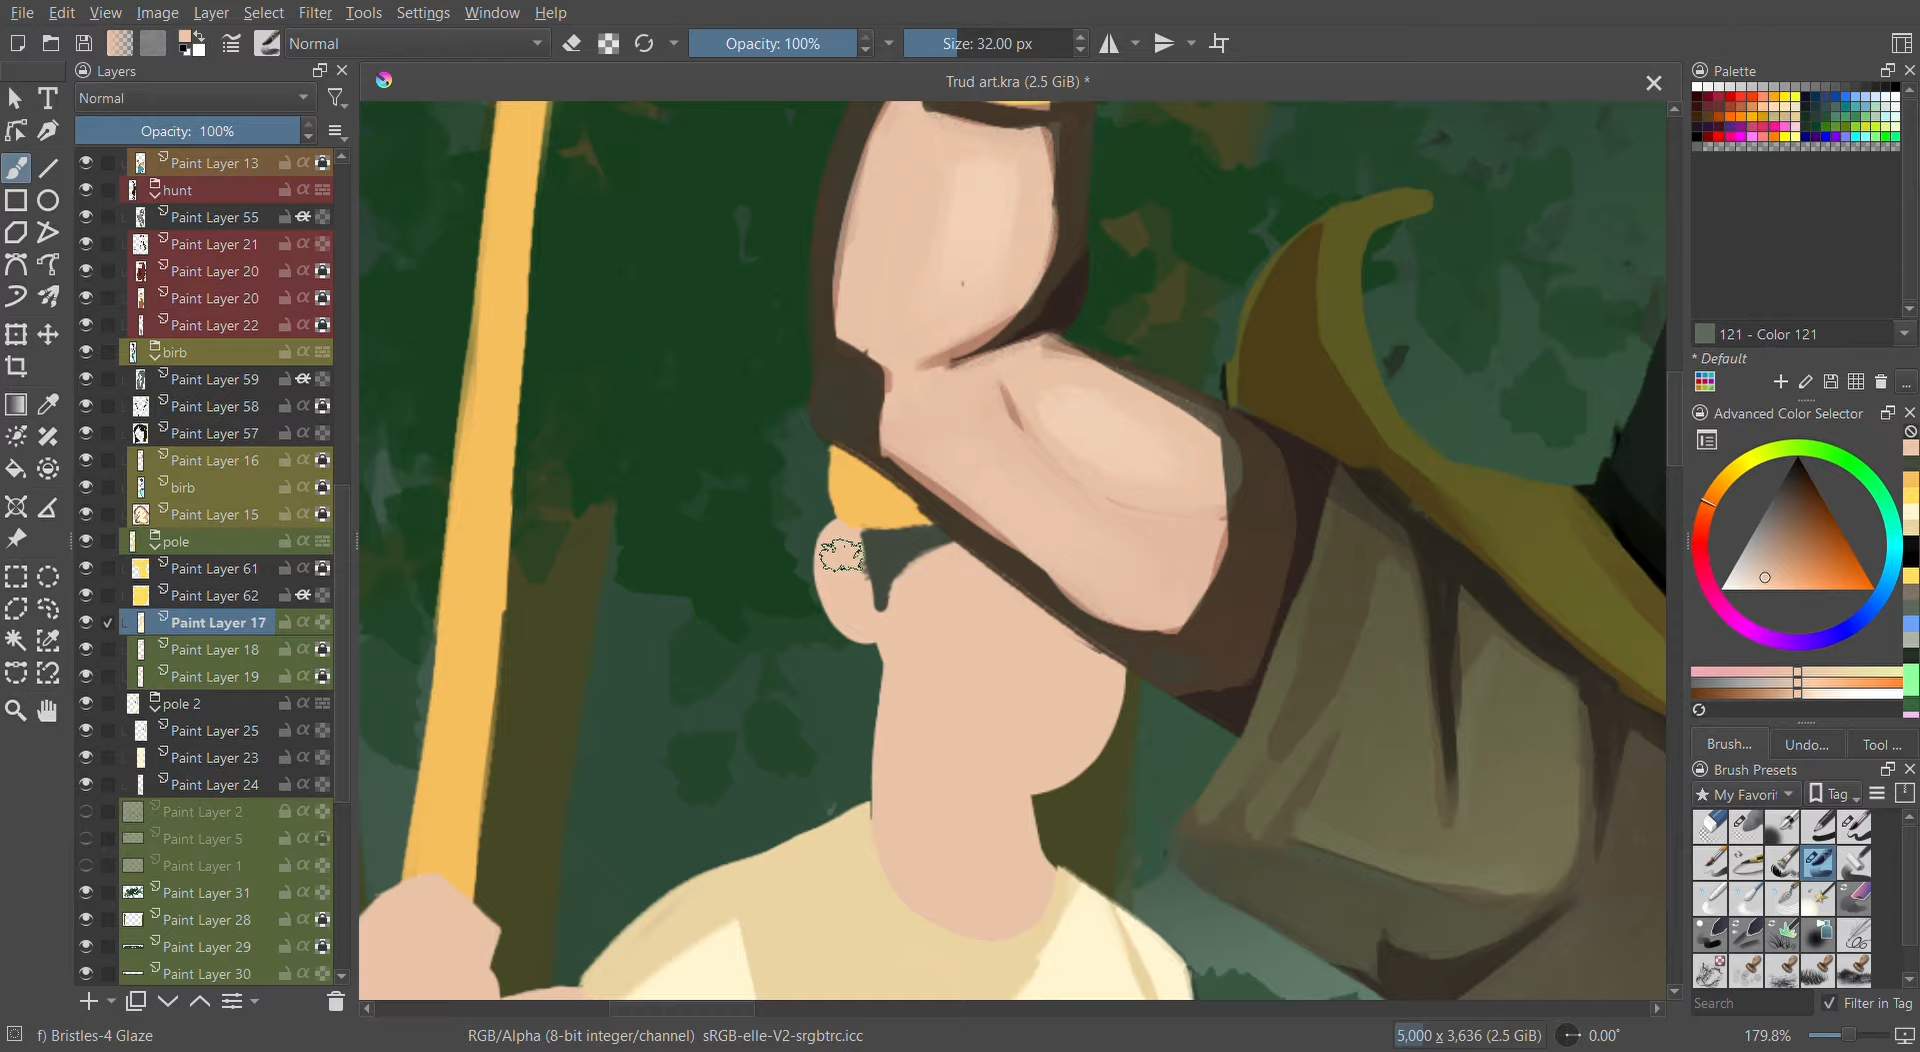 File Edit View Image Layer Select Filter Tools Settings Window Help
Normal
Opacity: 100%
Size: 32.00 px
Layers
Trud art.kra (2.5 GiB) *
Palette
Normal
Opacity: 100%
Paint Layer 13
hunt
Paint Layer 55
Paint Layer 21
Paint Layer 20
Paint Layer 20
Paint Layer 22
birb
Paint Layer 59
Paint Layer 58
Paint Layer 57
Paint Layer 16
birb
Paint Layer 15
pole
Paint Layer 61
Paint Layer 62
Paint Layer 17
Paint Layer 18
Paint Layer 19
pole 2
Paint Layer 25
Paint Layer 23
Paint Layer 24
Paint Layer 2
Paint Layer 5
Paint Layer 1
Paint Layer 31
Paint Layer 28
Paint Layer 29
Paint Layer 30
121 - Color 121
* Default
...
Advanced Color Selector
Brush... Undo... Tool ...
Brush Presets
My Favori
Tag
Search
Filter in Tag
f) Bristles-4 Glaze
RGB/Alpha (8-bit integer/channel) sRGB-elle-V2-srgbtrc.icc
5,000 x 3,636 (2.5 GiB)
0.00°
179.8%